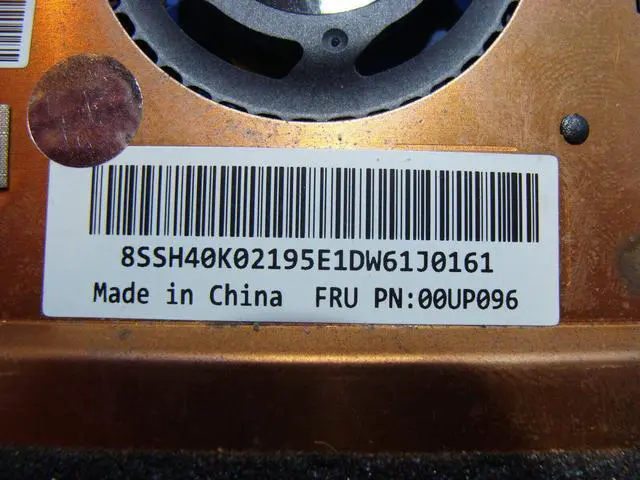 8SSH40K02195E1DW61J0161
Made in China FRU PN:00UP096